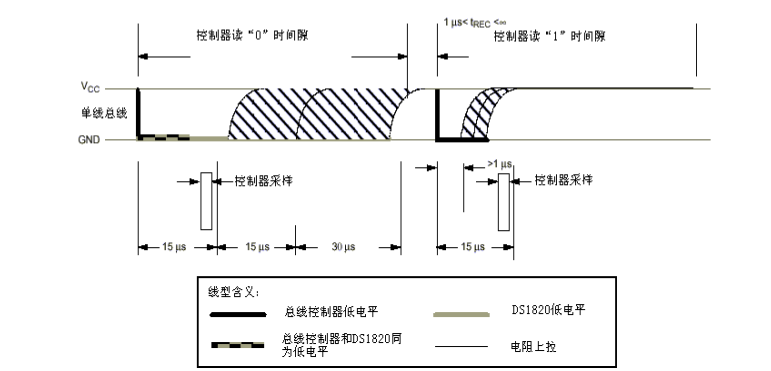 1 μs< tREC <∞
控制器读“0”时间隙
控制器读“1”时间隙
VCC
单线总线
GND
>1 μs
控制器采样
控制器采样
15 μs
15 μs
30 μs
15 μs
线型含义:
总线控制器低电平
DS1820低电平
总线控制器和DS1820同
为低电平
电阻上拉